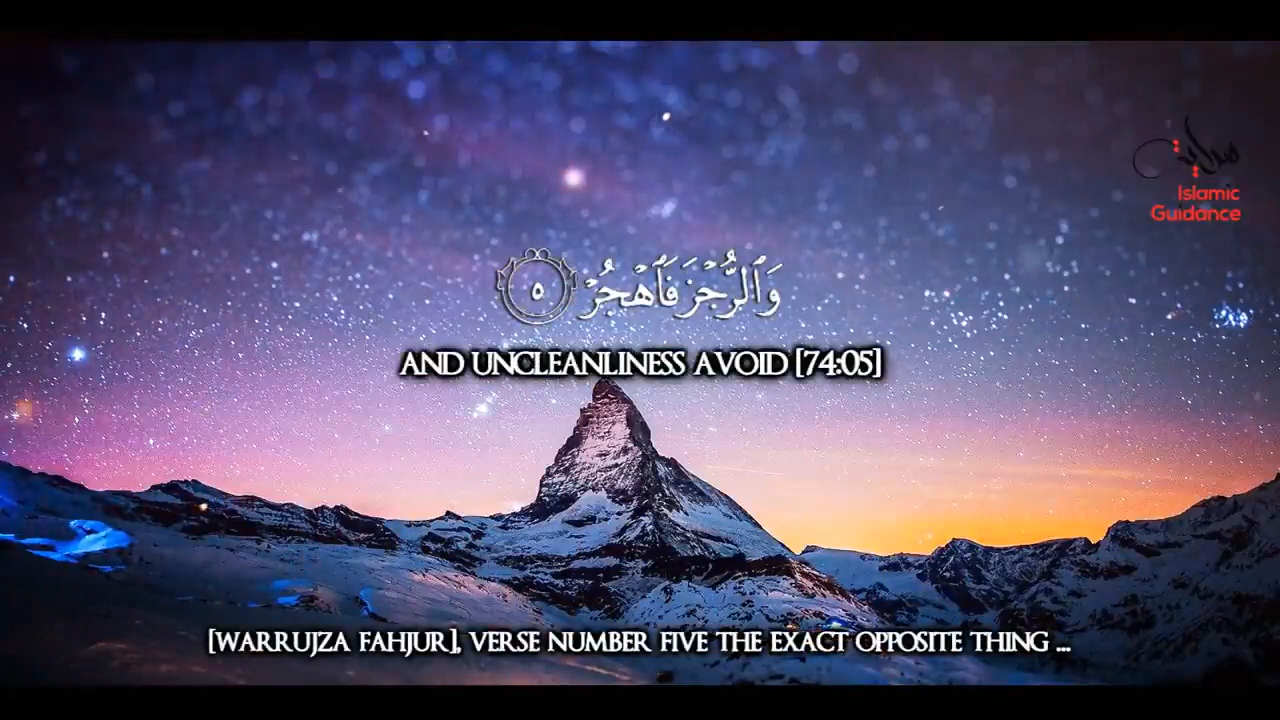 هداية
Islamic
Guidance
وَٱلرُّجۡزَ فَٱهۡجُرۡ ٥
AND UNCLEANLINESS AVOID [74:05]
[WARRUJZA FAHJUR], VERSE NUMBER FIVE THE EXACT OPPOSITE THING ...